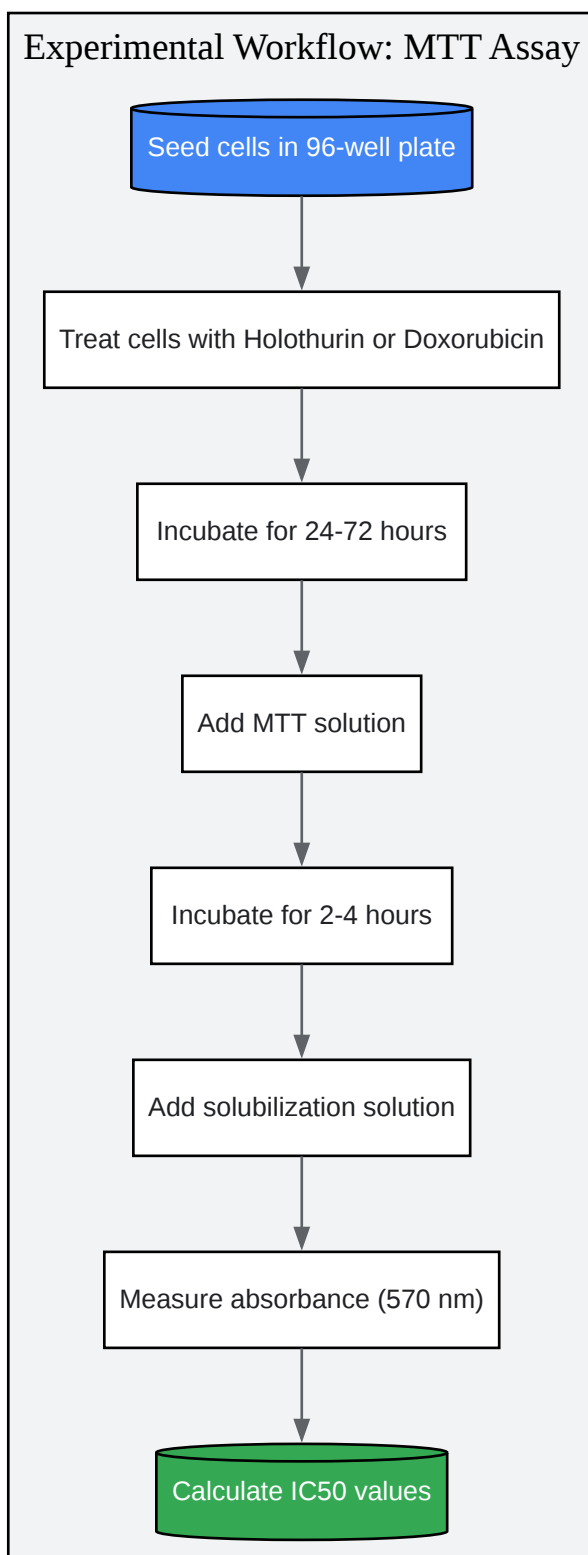 Experimental Workflow: MTT Assay
Seed cells in 96-well plate
Treat cells with Holothurin or Doxorubicin
Incubate for 24-72 hours
Add MTT solution
Incubate for 2-4 hours
Add solubilization solution
Measure absorbance (570 nm)
Calculate IC50 values